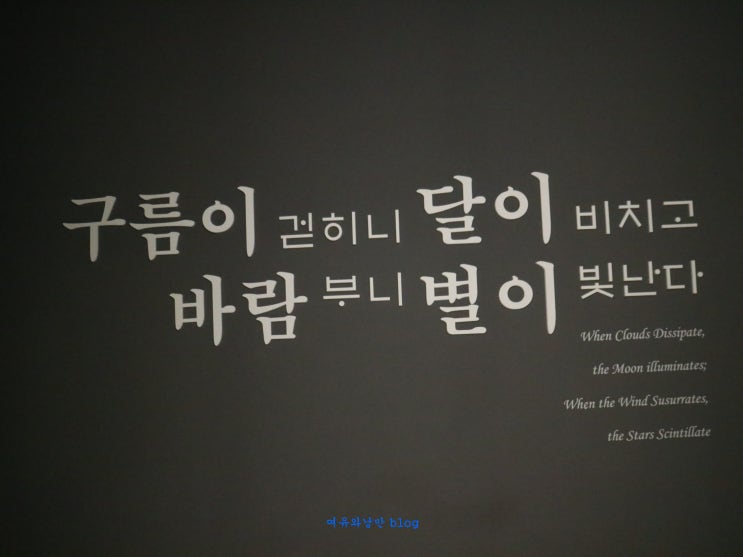 구름이 걷히니 달이 비치고
바람 부니 별이 빛난다
When Clouds Dissipate,
the Moon illuminates;
When the Wind Susurrates,
the Stars Scintillate
여유와낭만 blog